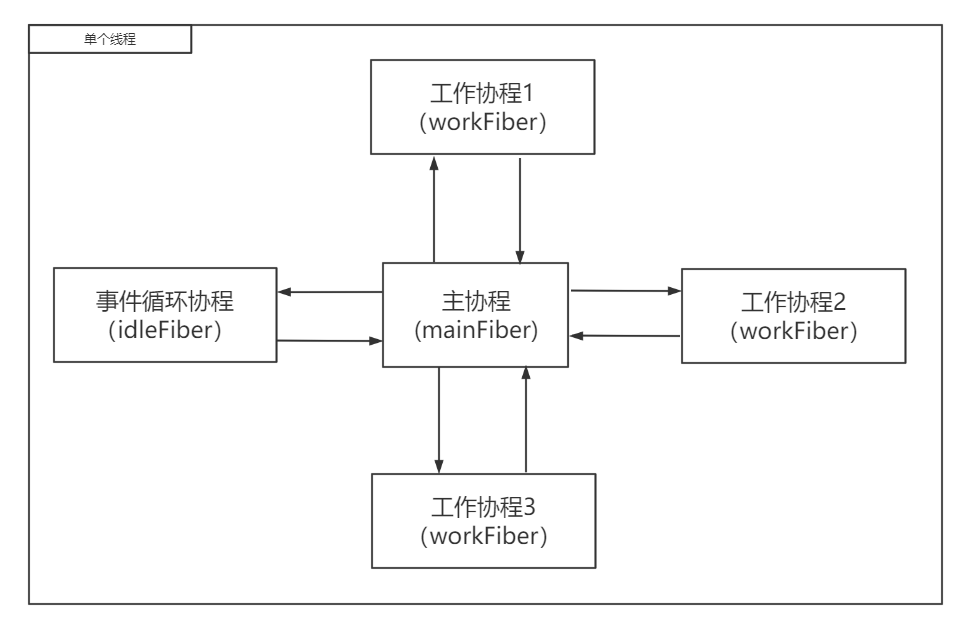 单个线程
工作协程1
（workFiber）
事件循环协程
（idleFiber）
主协程
（mainFiber）
工作协程2
（workFiber）
工作协程3
（workFiber）